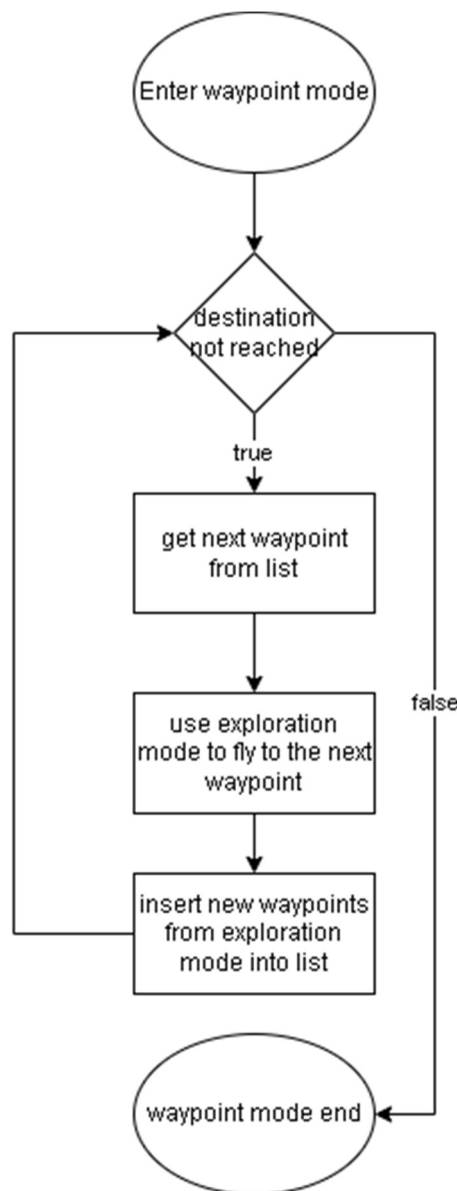 Enter waypoint mode
destination
not reached
true
get next waypoint
from list
false
use exploration
mode to fly to the next
waypoint
insert new waypoints
from exploration
mode into list
waypoint mode end